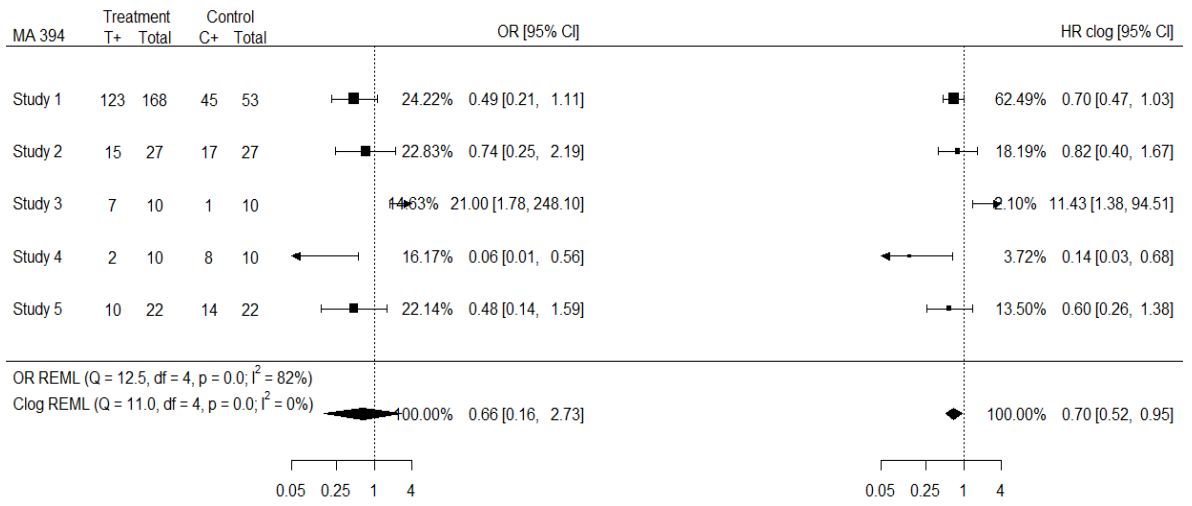 Treatment Control
MA 394 T+ Total C+ Total OR [95% CI] HR clog [95% CI]
Study 1 123 168 45 53 24.22% 0.49 [0.21, 1.11] 62.49% 0.70 [0.47, 1.03]
Study 2 15 27 17 27 22.83% 0.74 [0.25, 2.19] 18.19% 0.82 [0.40, 1.67]
Study 3 7 10 1 10 14.63% 21.00 [1.78, 248.10] 2.10% 11.43 [1.38, 94.51]
Study 4 2 10 8 10 16.17% 0.06 [0.01, 0.56] 3.72% 0.14 [0.03, 0.68]
Study 5 10 22 14 22 22.14% 0.48 [0.14, 1.59] 13.50% 0.60 [0.26, 1.38]
OR REML (Q = 12.5, df = 4, p = 0.0; I² = 82%)
Clog REML (Q = 11.0, df = 4, p = 0.0; I² = 0%)
100.00% 0.66 [0.16, 2.73] 100.00% 0.70 [0.52, 0.95]
0.05 0.25 1 4 0.05 0.25 1 4